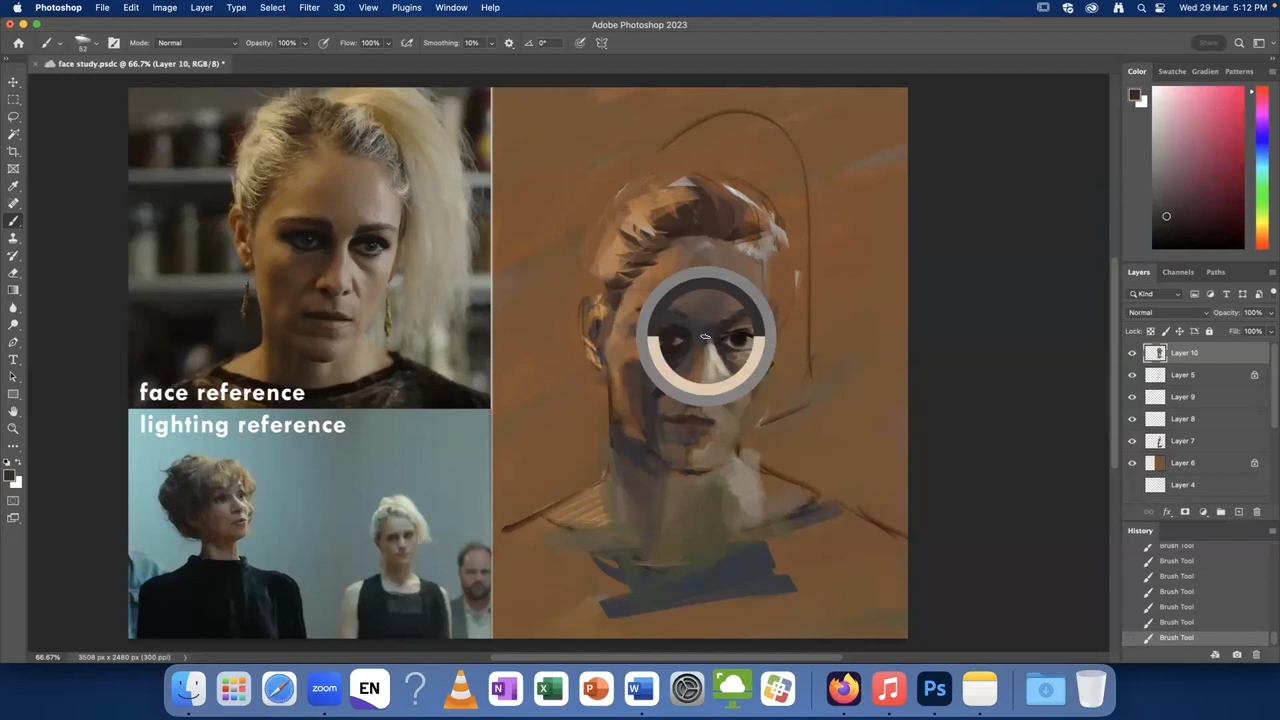 Photoshop File Edit Image Layer Type Select Filter 3D View Plugins Window Help Wed 29 Mar 5:12 PM
Adobe Photoshop 2023
62 Mode: Normal Opacity: 100% Flow: 100% Smoothing: 10% 0° Share
× face study.psdc @ 66.7% (Layer 10, RGB/8) *
Color Swatche Gradien Patterns
face reference
lighting reference
Layers Channels Paths
Kind
Normal Opacity: 100%
Lock: Fill: 100%
Layer 10
Layer 5
Layer 9
Layer 8
Layer 7
Layer 6
Layer 4
fx
History
Brush Tool
Brush Tool
Brush Tool
Brush Tool
Brush Tool
Brush Tool
Brush Tool
66.67% 3508 px x 2480 px (300 ppi)
zoom EN ? N X P W Ps